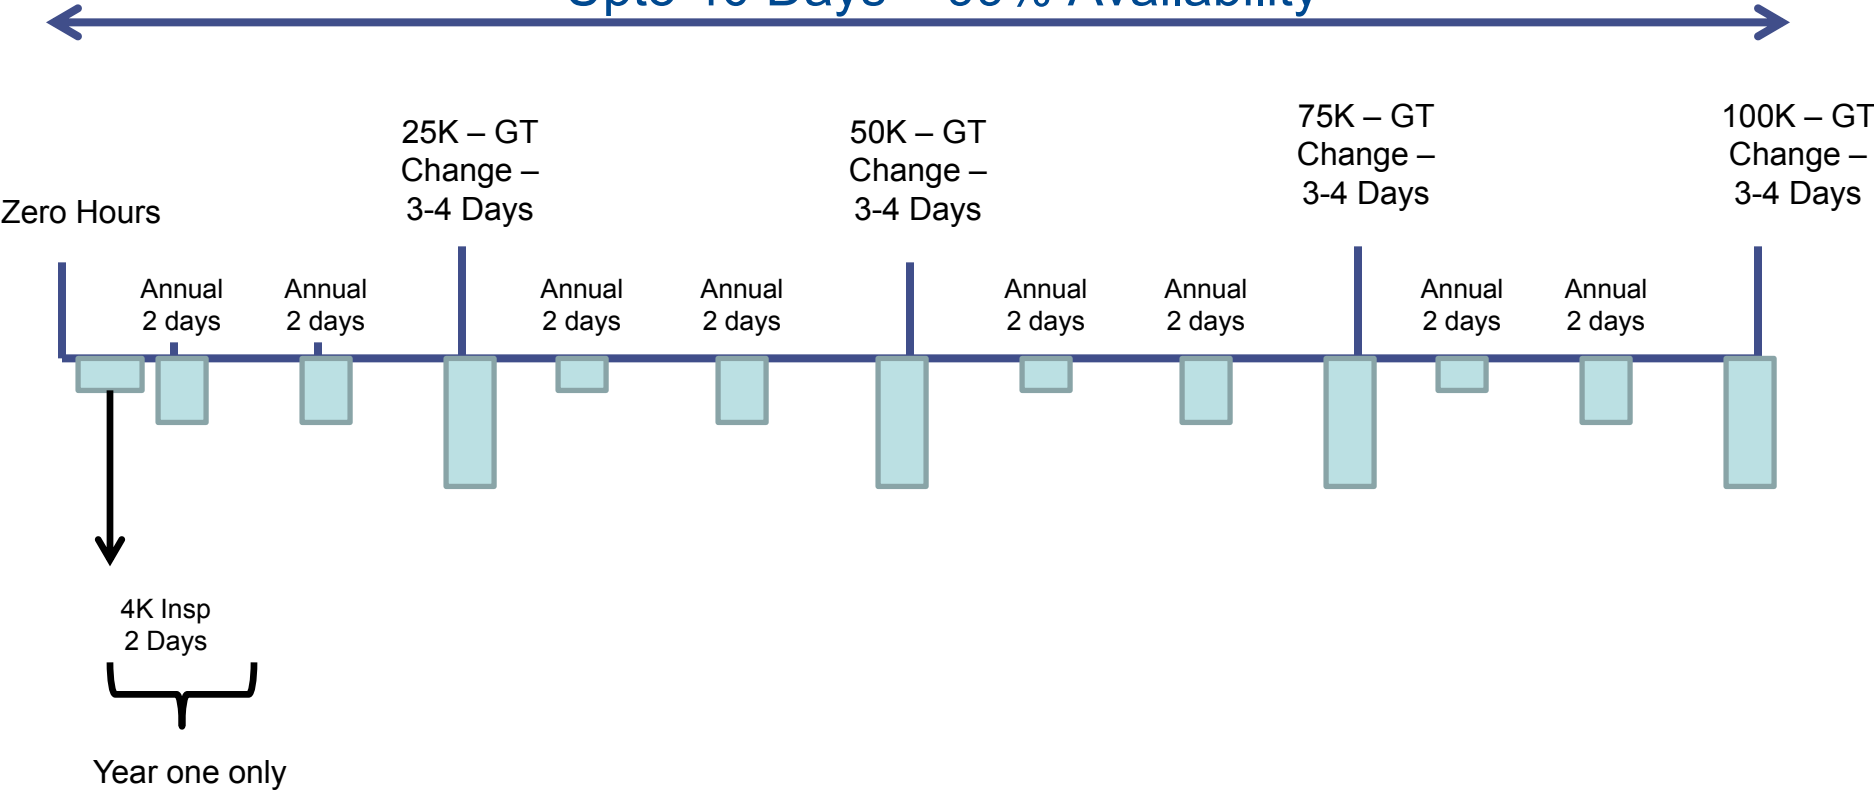 Days
Availability
Zero Hours
25K – GT
Change –
3-4 Days
50K – GT
Change –
3-4 Days
75K – GT
Change –
3-4 Days
100K – GT
Change –
3-4 Days
Annual
2 days
Annual
2 days
Annual
2 days
Annual
2 days
Annual
2 days
Annual
2 days
Annual
2 days
Annual
2 days
4K Insp
2 Days
Year one only